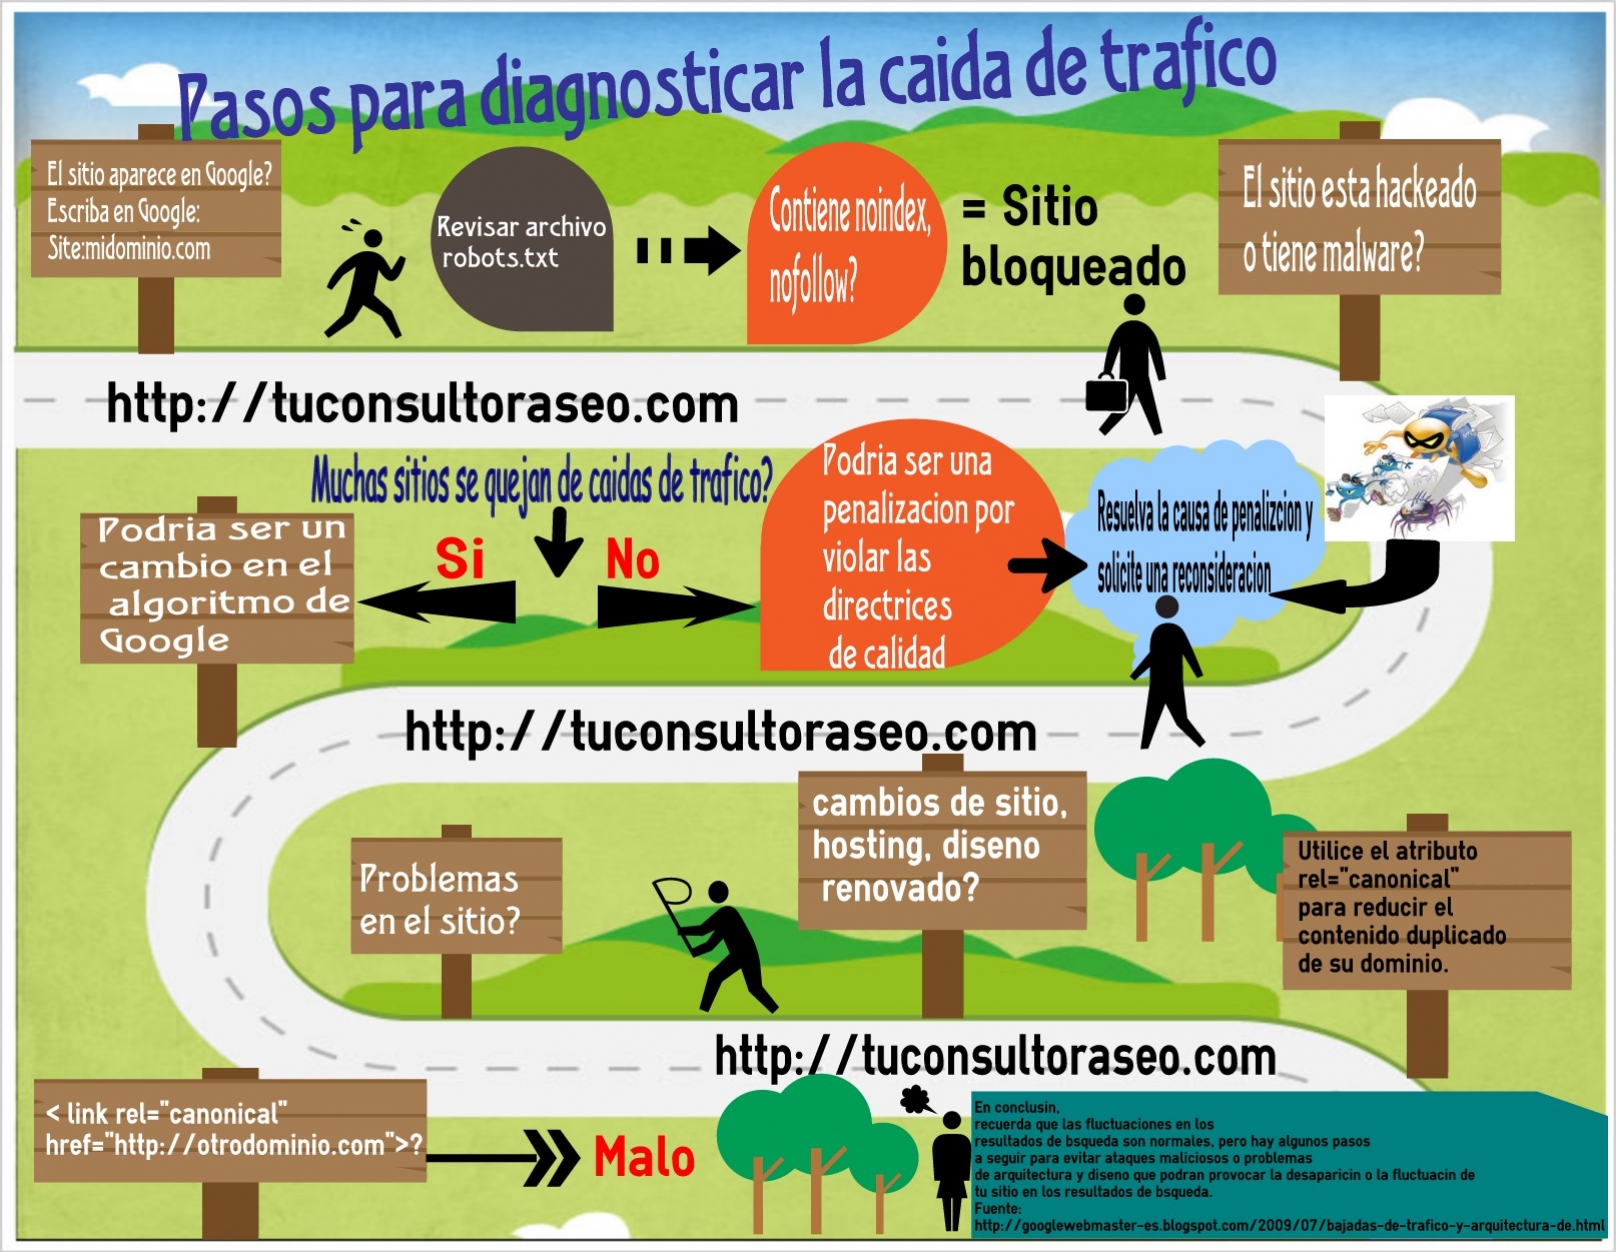 Pasos para diagnosticar la caida de trafico
El sitio aparece en Google?
Escriba en Google:
Site:midominio.com
Revisar archivo
robots.txt
Contiene noindex,
nofollow?
= Sitio
bloqueado
El sitio esta hackeado
o tiene malware?
http://tuconsultoraseo.com
Muchas sitios se quejan de caidas de trafico?
Si
No
Podria ser un
cambio en el
algoritmo de
Google
Podria ser una
penalizacion por
violar las
directrices
de calidad
Resuelva la causa de penalizcion y
solicite una reconsideracion
http://tuconsultoraseo.com
Problemas
en el sitio?
cambios de sitio,
hosting, diseno
renovado?
Utilice el atributo
rel="canonical"
para reducir el
contenido duplicado
de su dominio.
http://tuconsultoraseo.com
< link rel="canonical"
href="http://otrodominio.com">?
Malo
En conclusin,
recuerda que las fluctuaciones en los
resultados de bsqueda son normales, pero hay algunos pasos
a seguir para evitar ataques maliciosos o problemas
de arquitectura y diseno que podran provocar la desaparicin o la fluctuacin de
tu sitio en los resultados de bsqueda.
Fuente:
http://googlewebmaster-es.blogspot.com/2009/07/bajadas-de-trafico-y-arquitectura-de.html